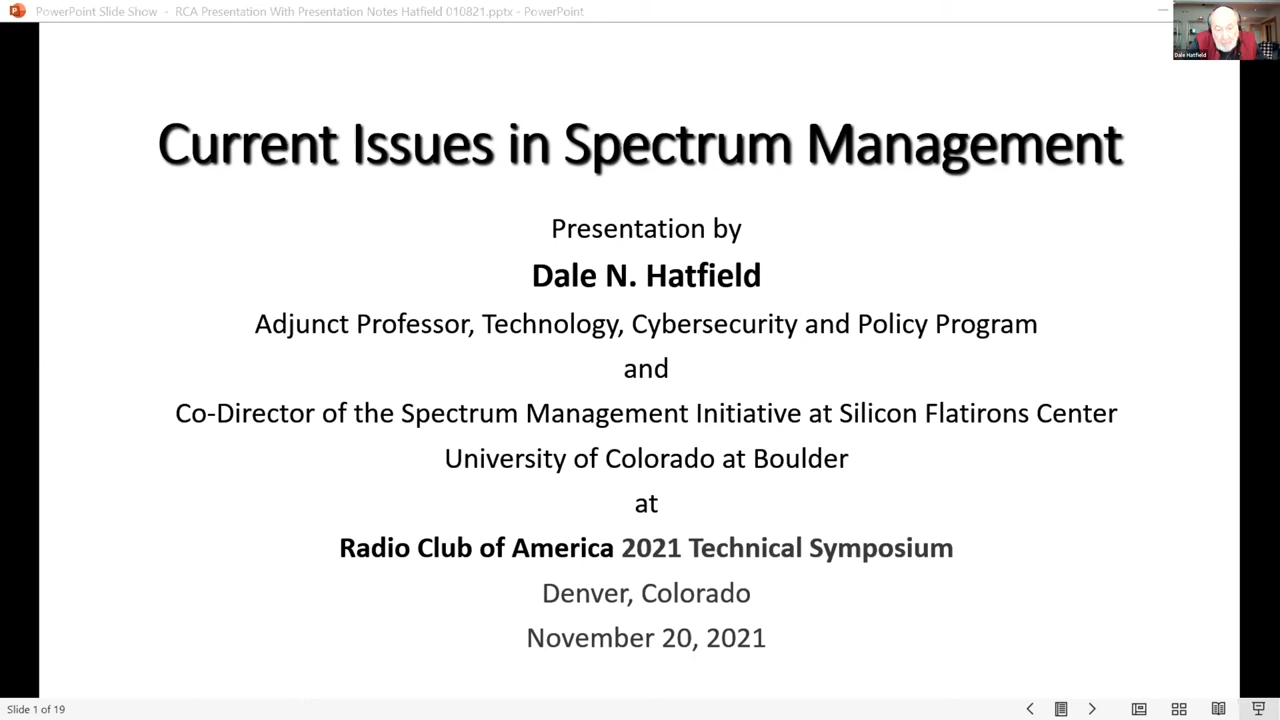 PowerPoint Slide Show - RCA Presentation With Presentation Notes Hatfield 010821.pptx - PowerPoint
Dale Hatfield
Current Issues in Spectrum Management
Presentation by
Dale N. Hatfield
Adjunct Professor, Technology, Cybersecurity and Policy Program
and
Co-Director of the Spectrum Management Initiative at Silicon Flatirons Center
University of Colorado at Boulder
at
Radio Club of America 2021 Technical Symposium
Denver, Colorado
November 20, 2021
Slide 1 of 19